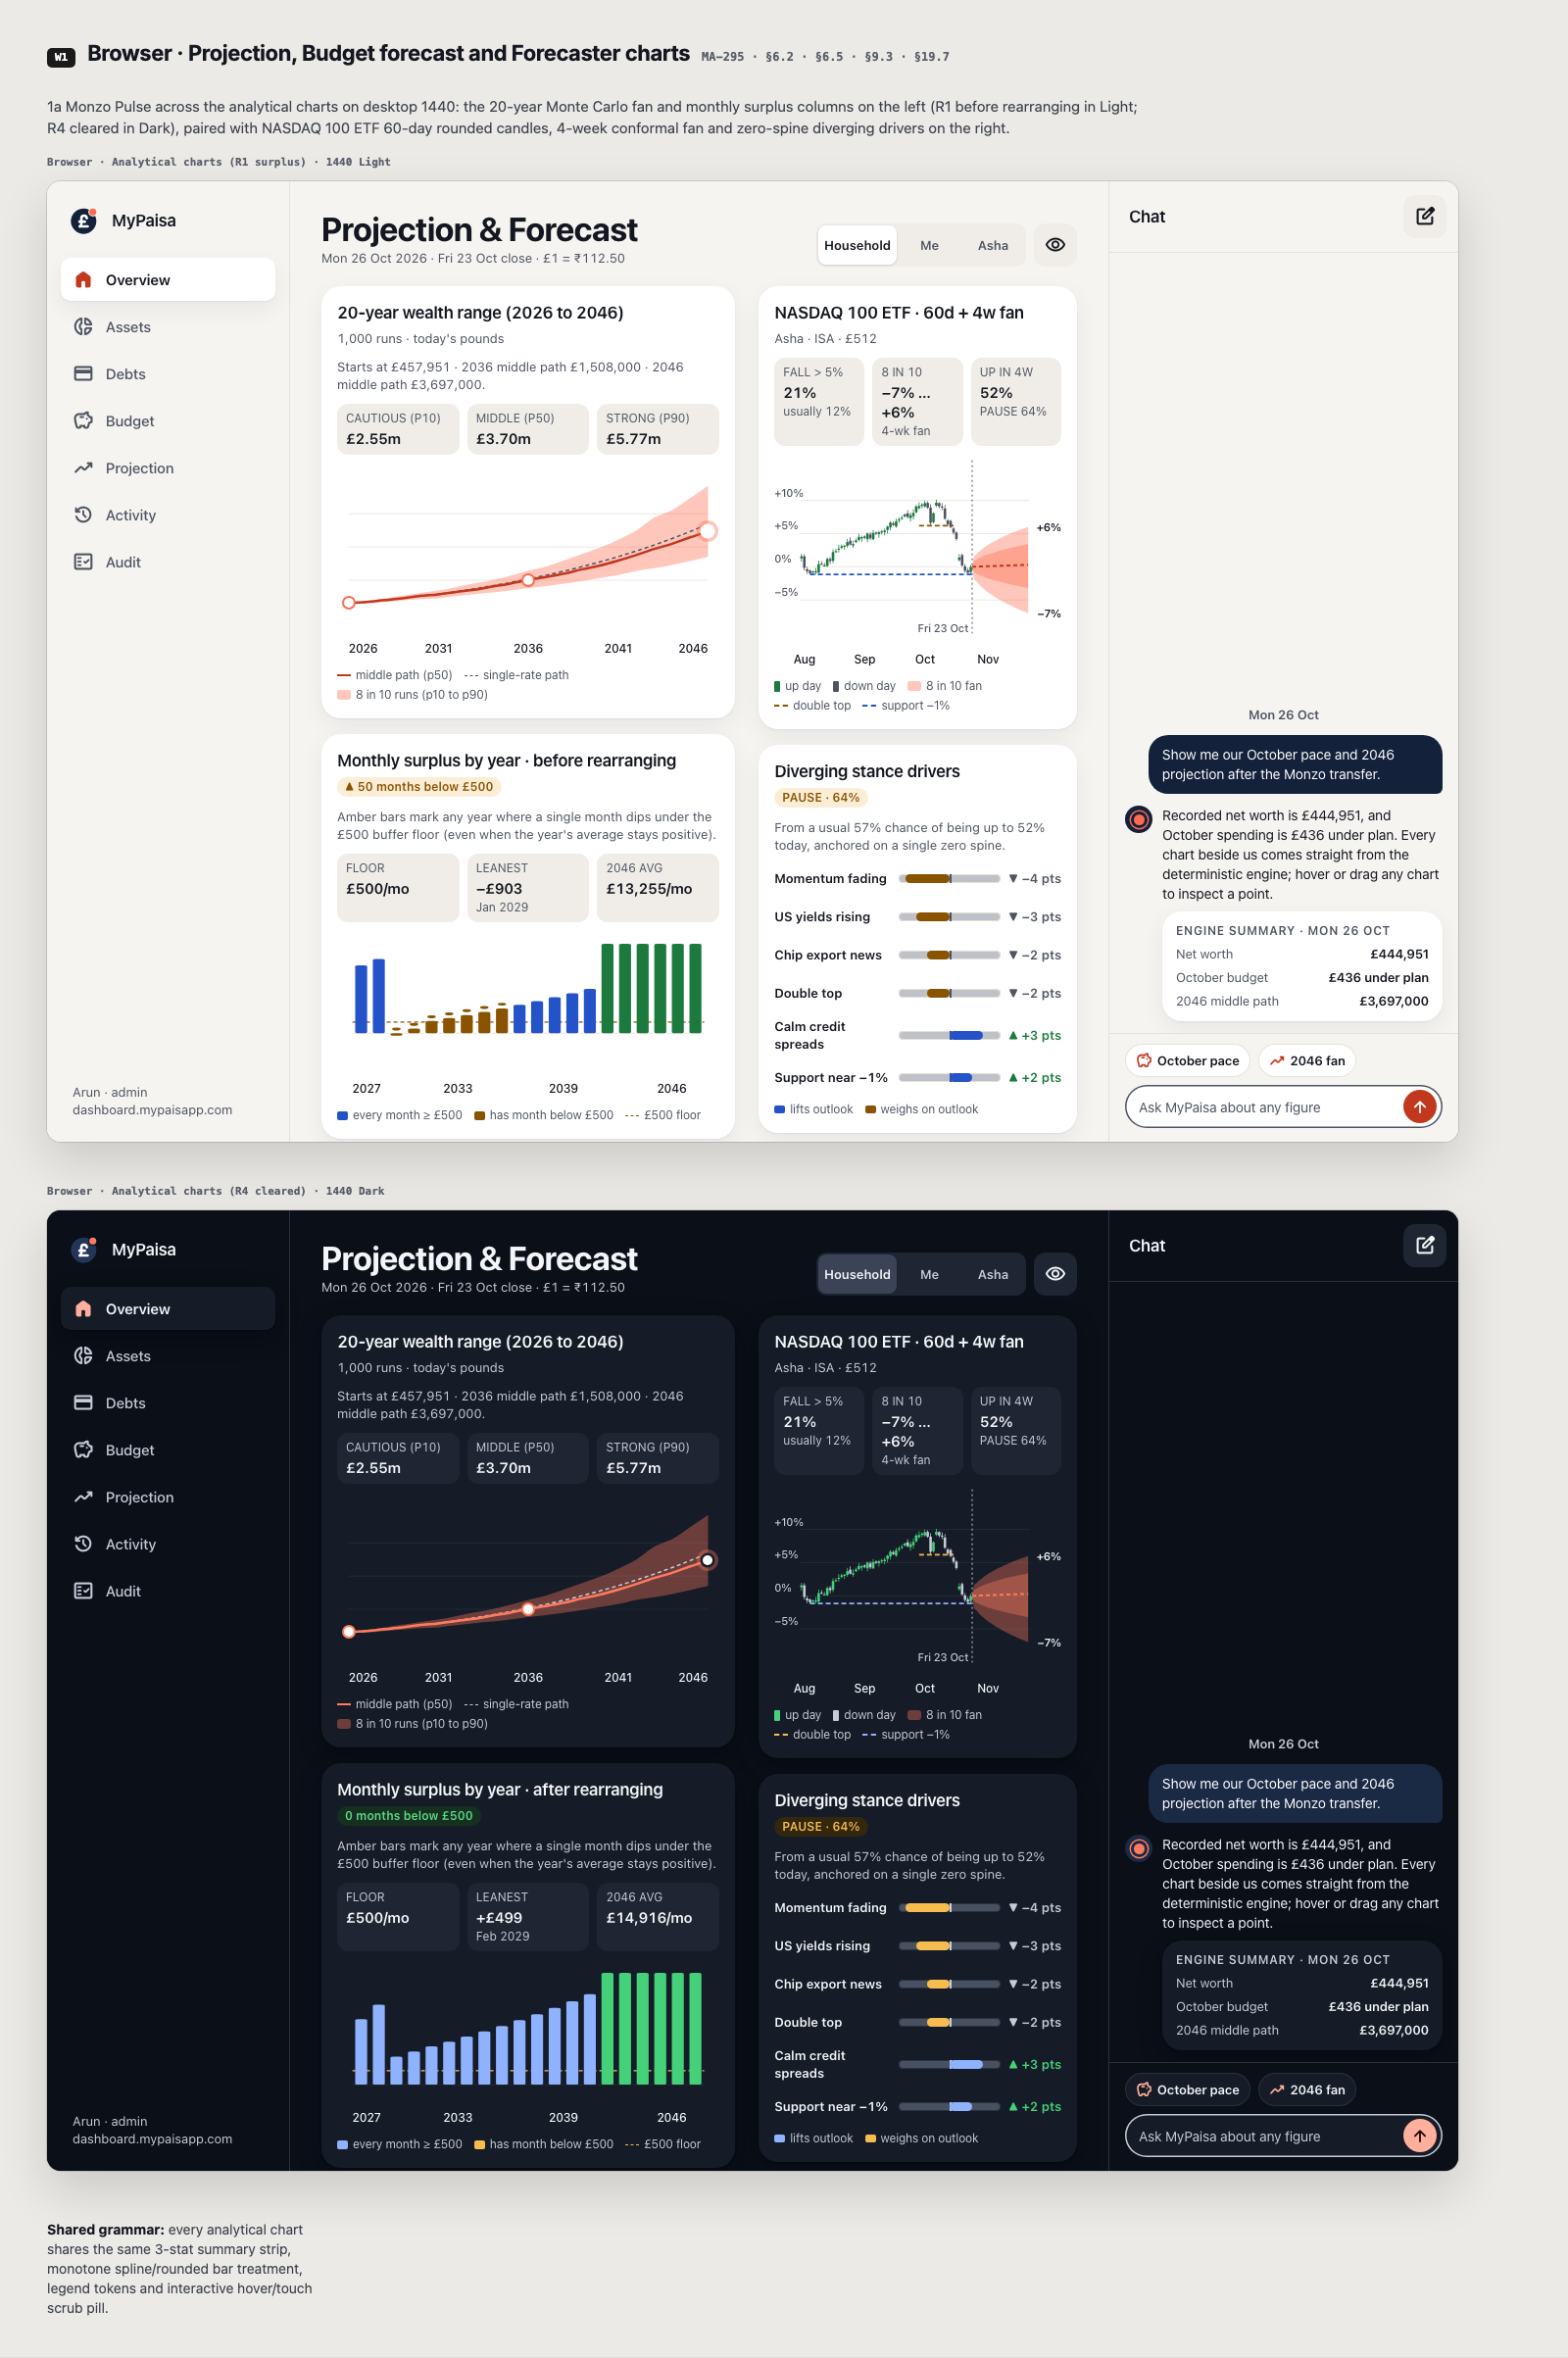 W1 Browser · Projection, Budget forecast and Forecaster charts MA-295 · §6.2 · §6.5 · §9.3 · §19.7
1a Monzo Pulse across the analytical charts on desktop 1440: the 20-year Monte Carlo fan and monthly surplus columns on the left (R1 before rearranging in Light;
R4 cleared in Dark), paired with NASDAQ 100 ETF 60-day rounded candles, 4-week conformal fan and zero-spine diverging drivers on the right.
Browser · Analytical charts (R1 surplus) · 1440 Light
£ MyPaisa
Overview
Assets
Debts
Budget
Projection
Activity
Audit
Arun · admin
dashboard.mypaisapp.com
Projection & Forecast
Mon 26 Oct 2026 · Fri 23 Oct close · £1 = ₹112.50
Household Me Asha
20-year wealth range (2026 to 2046)
1,000 runs · today's pounds
Starts at £457,951 · 2036 middle path £1,508,000 · 2046
middle path £3,697,000.
CAUTIOUS (P10) MIDDLE (P50) STRONG (P90)
£2.55m £3.70m £5.77m
2026 2031 2036 2041 2046
middle path (p50) single-rate path
8 in 10 runs (p10 to p90)
Monthly surplus by year · before rearranging
▲ 50 months below £500
Amber bars mark any year where a single month dips under the
£500 buffer floor (even when the year's average stays positive).
FLOOR LEANEST 2046 AVG
£500/mo −£903 £13,255/mo
Jan 2029
2027 2033 2039 2046
every month ≥ £500 has month below £500 £500 floor
NASDAQ 100 ETF · 60d + 4w fan
Asha · ISA · £512
FALL > 5% 8 IN 10 UP IN 4W
21% −7% … 52%
usually 12% +6% PAUSE 64%
4-wk fan
+10%
+5%
+6%
0%
−5%
−7%
Fri 23 Oct
Aug Sep Oct Nov
up day down day 8 in 10 fan
double top support −1%
Diverging stance drivers
PAUSE · 64%
From a usual 57% chance of being up to 52%
today, anchored on a single zero spine.
Momentum fading ▼ −4 pts
US yields rising ▼ −3 pts
Chip export news ▼ −2 pts
Double top ▼ −2 pts
Calm credit
spreads ▲ +3 pts
Support near −1% ▲ +2 pts
lifts outlook weighs on outlook
Chat
Mon 26 Oct
Show me our October pace and 2046
projection after the Monzo transfer.
Recorded net worth is £444,951, and
October spending is £436 under plan. Every
chart beside us comes straight from the
deterministic engine; hover or drag any chart
to inspect a point.
ENGINE SUMMARY · MON 26 OCT
Net worth £444,951
October budget £436 under plan
2046 middle path £3,697,000
October pace 2046 fan
Ask MyPaisa about any figure
Browser · Analytical charts (R4 cleared) · 1440 Dark
£ MyPaisa
Overview
Assets
Debts
Budget
Projection
Activity
Audit
Arun · admin
dashboard.mypaisapp.com
Projection & Forecast
Mon 26 Oct 2026 · Fri 23 Oct close · £1 = ₹112.50
Household Me Asha
20-year wealth range (2026 to 2046)
1,000 runs · today's pounds
Starts at £457,951 · 2036 middle path £1,508,000 · 2046
middle path £3,697,000.
CAUTIOUS (P10) MIDDLE (P50) STRONG (P90)
£2.55m £3.70m £5.77m
2026 2031 2036 2041 2046
middle path (p50) single-rate path
8 in 10 runs (p10 to p90)
Monthly surplus by year · after rearranging
0 months below £500
Amber bars mark any year where a single month dips under the
£500 buffer floor (even when the year's average stays positive).
FLOOR LEANEST 2046 AVG
£500/mo +£499 £14,916/mo
Feb 2029
2027 2033 2039 2046
every month ≥ £500 has month below £500 £500 floor
NASDAQ 100 ETF · 60d + 4w fan
Asha · ISA · £512
FALL > 5% 8 IN 10 UP IN 4W
21% −7% … 52%
usually 12% +6% PAUSE 64%
4-wk fan
+10%
+5%
+6%
0%
−5%
−7%
Fri 23 Oct
Aug Sep Oct Nov
up day down day 8 in 10 fan
double top support −1%
Diverging stance drivers
PAUSE · 64%
From a usual 57% chance of being up to 52%
today, anchored on a single zero spine.
Momentum fading ▼ −4 pts
US yields rising ▼ −3 pts
Chip export news ▼ −2 pts
Double top ▼ −2 pts
Calm credit
spreads ▲ +3 pts
Support near −1% ▲ +2 pts
lifts outlook weighs on outlook
Chat
Mon 26 Oct
Show me our October pace and 2046
projection after the Monzo transfer.
Recorded net worth is £444,951, and
October spending is £436 under plan. Every
chart beside us comes straight from the
deterministic engine; hover or drag any chart
to inspect a point.
ENGINE SUMMARY · MON 26 OCT
Net worth £444,951
October budget £436 under plan
2046 middle path £3,697,000
October pace 2046 fan
Ask MyPaisa about any figure
Shared grammar: every analytical chart
shares the same 3-stat summary strip,
monotone spline/rounded bar treatment,
legend tokens and interactive hover/touch
scrub pill.